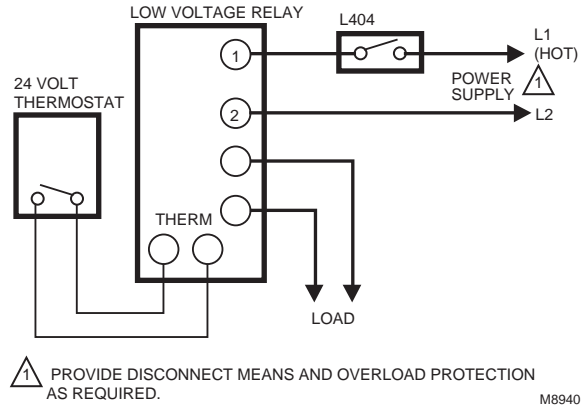 LOW VOLTAGE RELAY
L404
L1
(HOT)
1
24 VOLT
THERMOSTAT
POWER
SUPPLY
1
2
L2
THERM
LOAD
1 PROVIDE DISCONNECT MEANS AND OVERLOAD PROTECTION
AS REQUIRED.
M8940